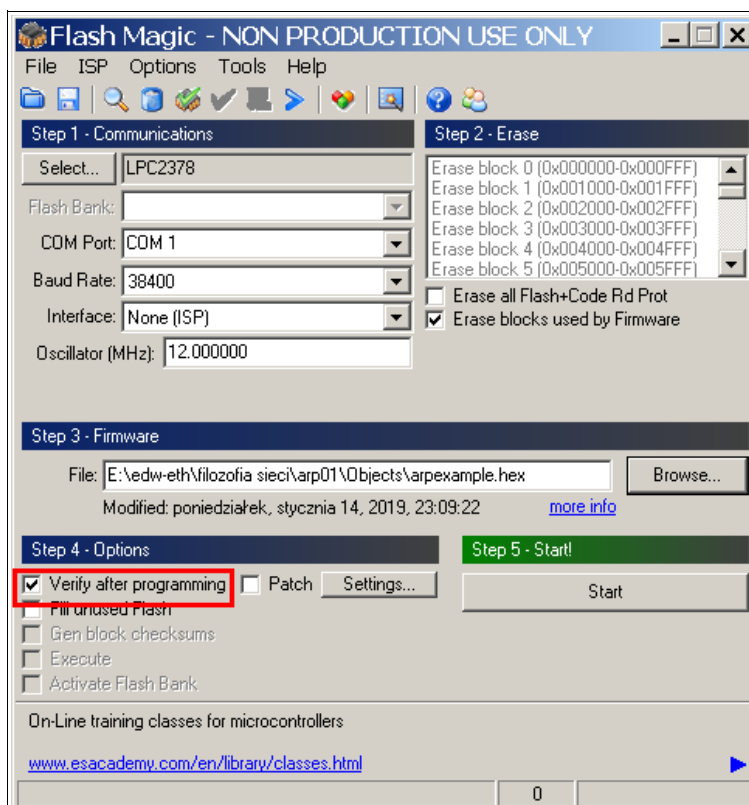 Flash Magic - NON PRODUCTION USE ONLY
File ISP Options Tools Help
Step 1 - Communications
Select... LPC2378
Flash Bank:
COM Port: COM 1
Baud Rate: 38400
Interface: None (ISP)
Oscillator (MHz): 12.000000
Step 2 - Erase
Erase block 0 (0x000000-0x000FFF)
Erase block 1 (0x001000-0x001FFF)
Erase block 2 (0x002000-0x002FFF)
Erase block 3 (0x003000-0x003FFF)
Erase block 4 (0x004000-0x004FFF)
Erase block 5 (0x005000-0x005FFF)
Erase all Flash+Code Rd Prot
Erase blocks used by Firmware
Step 3 - Firmware
File: E:\edw-eth\filozofia sieci\arp01\Objects\arpexample.hex Browse...
Modified: poniedziałek, stycznia 14, 2019, 23:09:22 more info
Step 4 - Options
Verify after programming Patch Settings...
Fill unused Flash
Gen block checksums
Execute
Activate Flash Bank
Step 5 - Start!
Start
On-Line training classes for microcontrollers
www.esacademy.com/en/library/classes.html
0